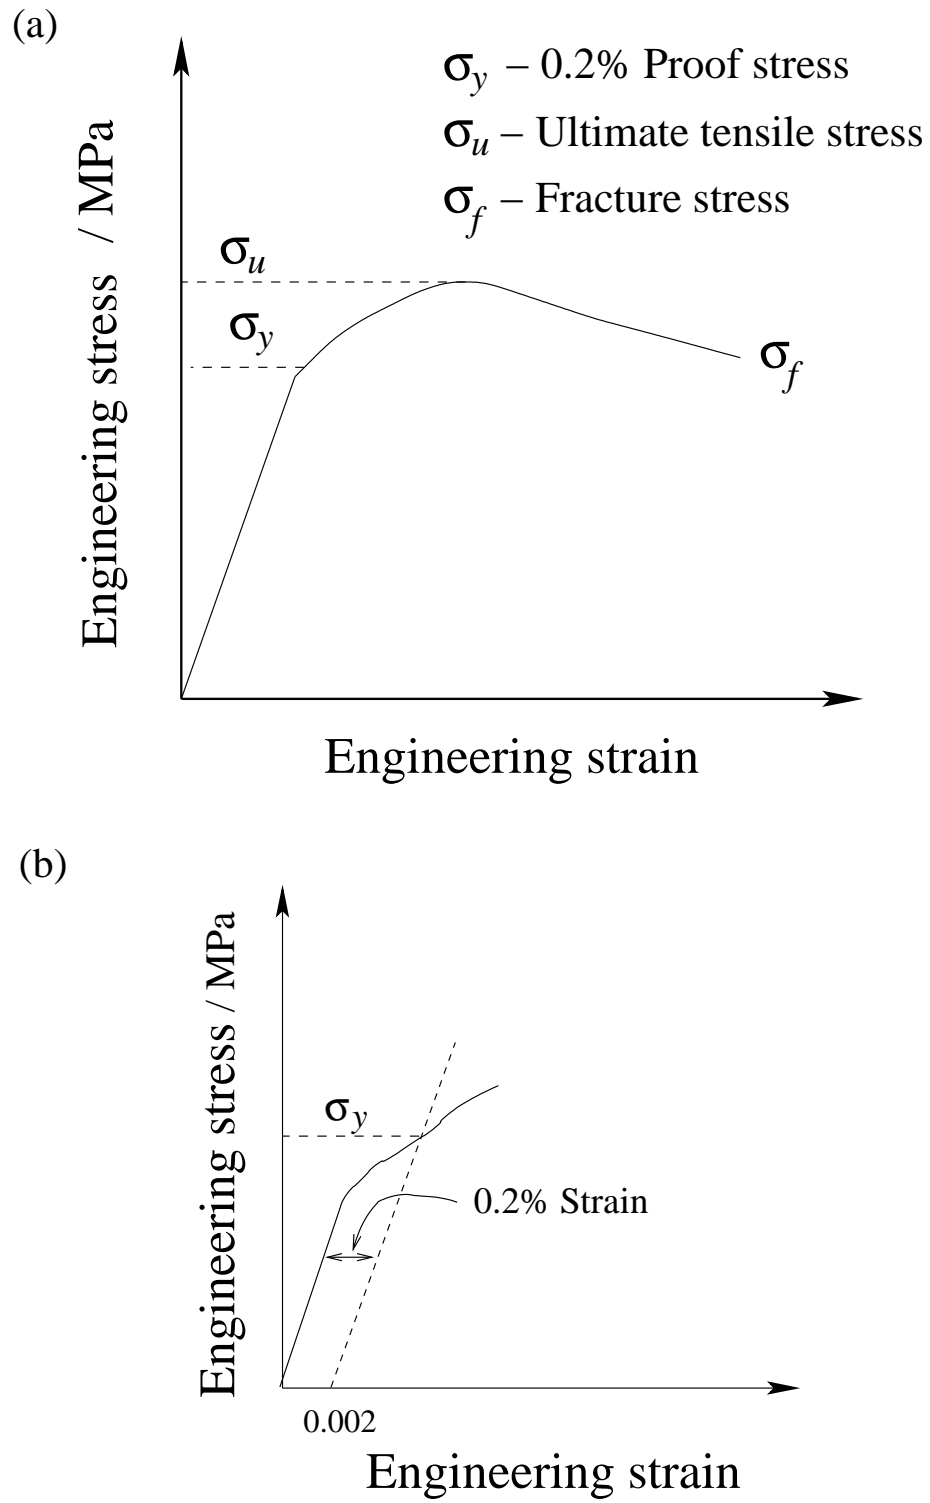 (a)
σy – 0.2% Proof stress
σu – Ultimate tensile stress
σf – Fracture stress
Engineering stress / MPa
σu
σy
σf
Engineering strain
(b)
Engineering stress / MPa
σy
0.2% Strain
0.002
Engineering strain